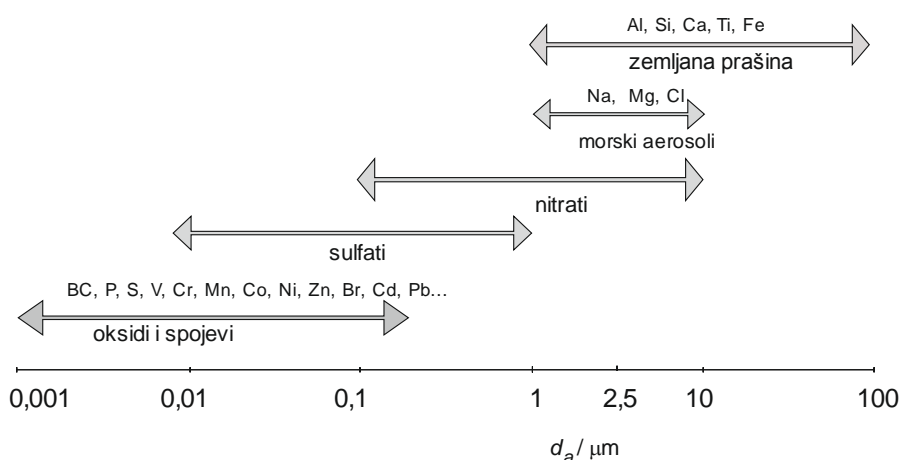 Al, Si, Ca, Ti, Fe
zemljana prašina
Na, Mg, Cl
morski aerosoli
nitrati
sulfati
BC, P, S, V, Cr, Mn, Co, Ni, Zn, Br, Cd, Pb...
oksidi i spojevi
0,001 0,01 0,1 1 2,5 10 100
da / μm